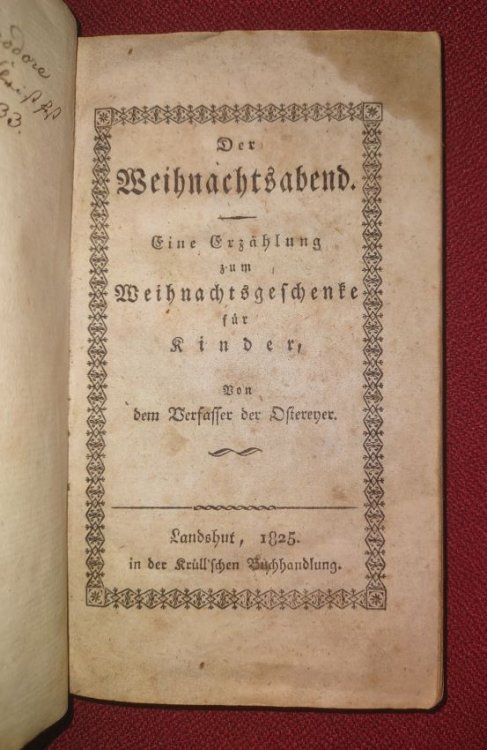 Der
Weihnachtsabend.
Eine Erzählung
zum
Weihnachtsgeschenke
für
Kinder,
Von
dem Verfasser der Ostereyer.
Landshut, 1825.
in der Krüll'schen Buchhandlung.